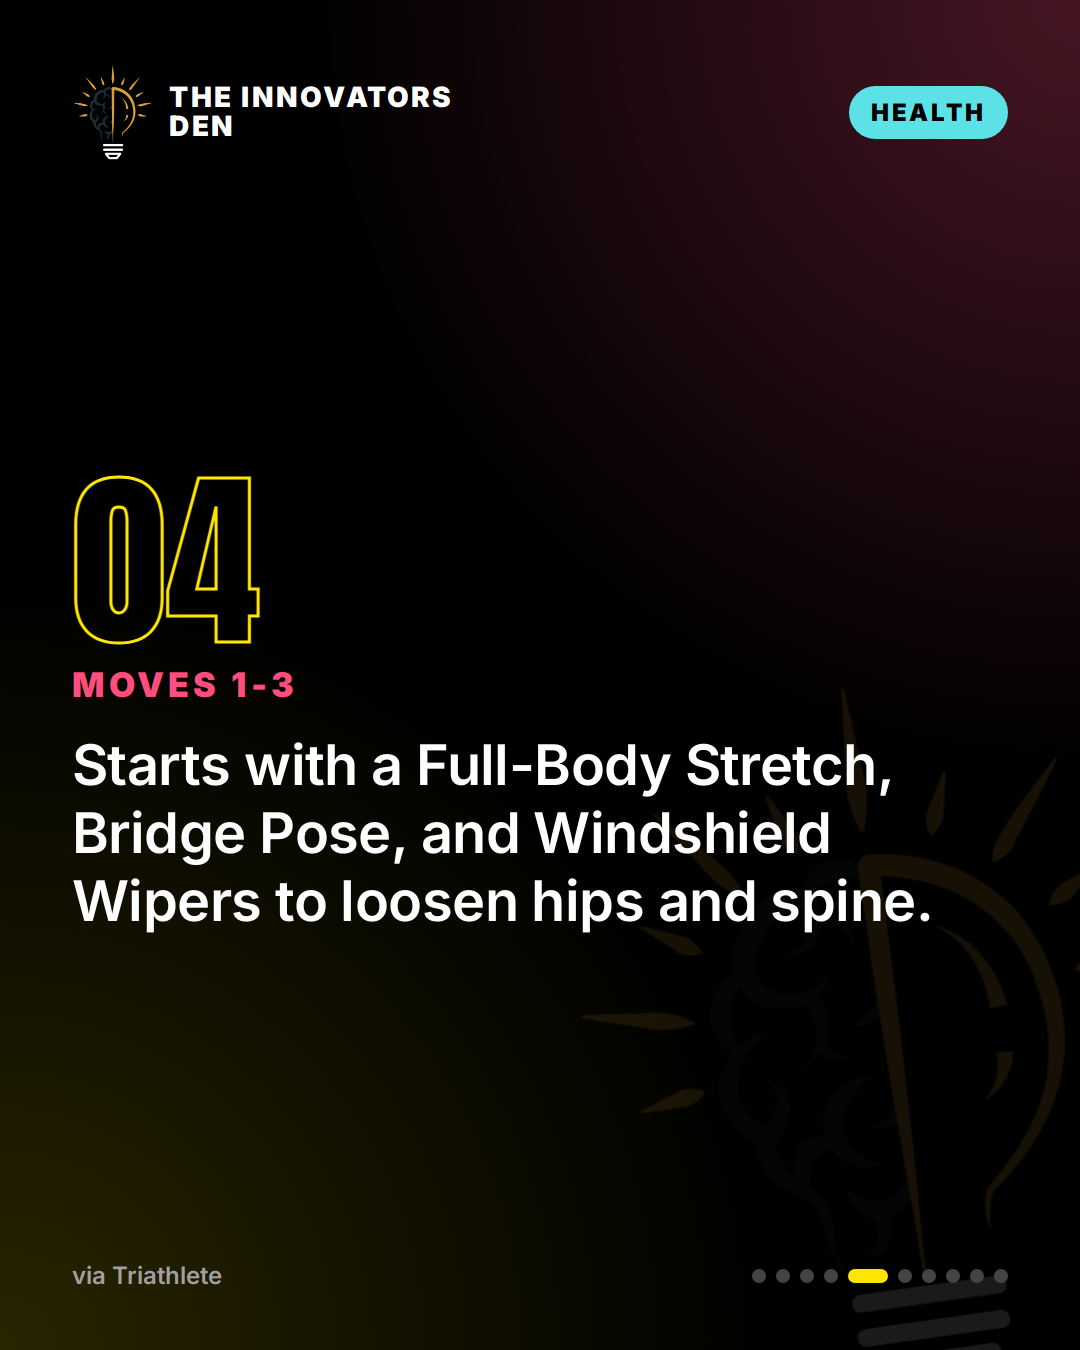 THE INNOVATORS
DEN
HEALTH
04
MOVES 1-3
Starts with a Full-Body Stretch,
Bridge Pose, and Windshield
Wipers to loosen hips and spine.
via Triathlete